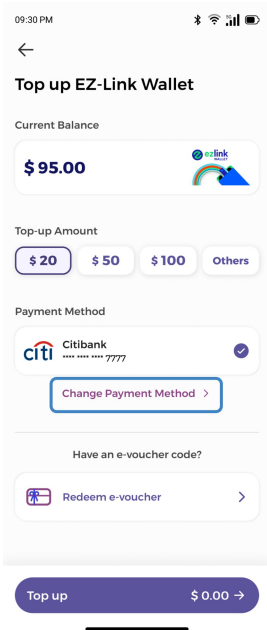 09:30 PM
Top up EZ-Link Wallet
Current Balance
$ 95.00
ezlink
WALLET
Top-up Amount
$ 20 $ 50 $ 100 Others
Payment Method
citi
Citibank
•••• •••• •••• 7777
Change Payment Method >
Have an e-voucher code?
Redeem e-voucher >
Top up $ 0.00 →